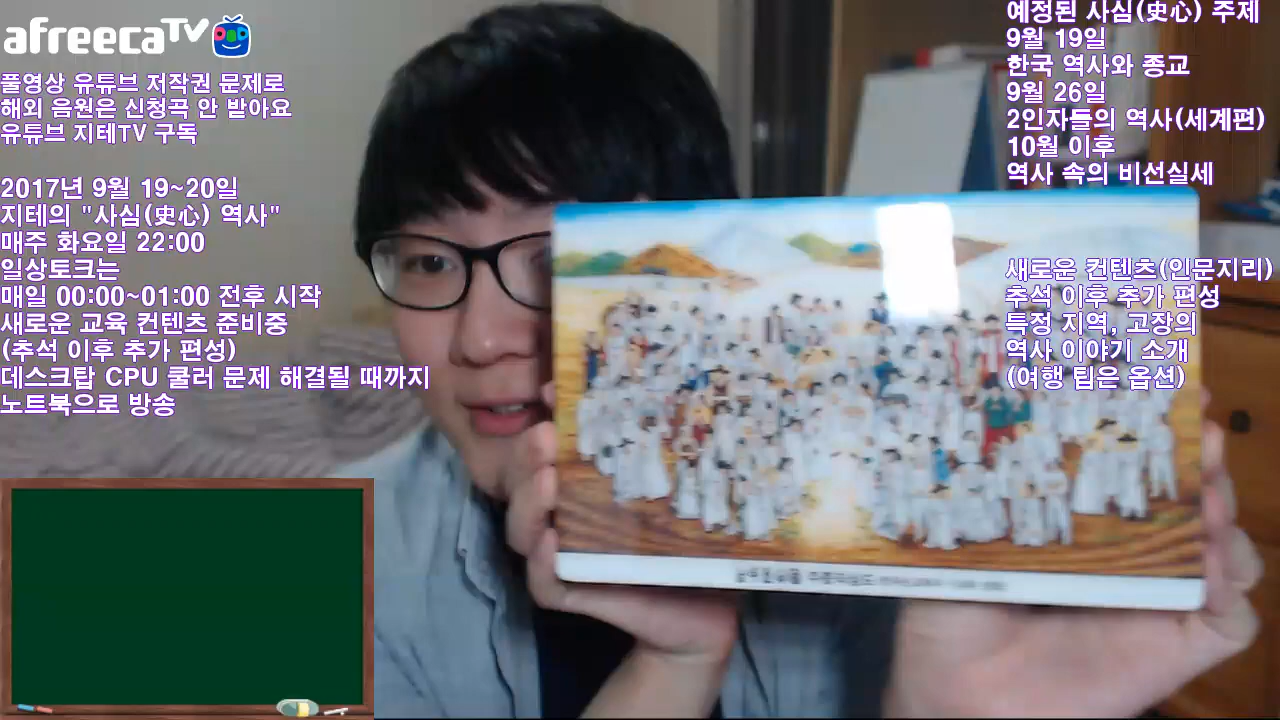 afreecaTV
풀영상 유튜브 저작권 문제로
해외 음원은 신청곡 안 받아요
유튜브 지테TV 구독
2017년 9월 19~20일
지테의 "사심(史心) 역사"
매주 화요일 22:00
일상토크는
매일 00:00~01:00 전후 시작
새로운 교육 컨텐츠 준비중
(추석 이후 추가 편성)
데스크탑 CPU 쿨러 문제 해결될 때까지
노트북으로 방송
예정된 사심(史心) 주제
9월 19일
한국 역사와 종교
9월 26일
2인자들의 역사(세계편)
10월 이후
역사 속의 비선실세
새로운 컨텐츠(인문지리)
추석 이후 추가 편성
특정 지역, 고장의
역사 이야기 소개
(여행 팁은 옵션)